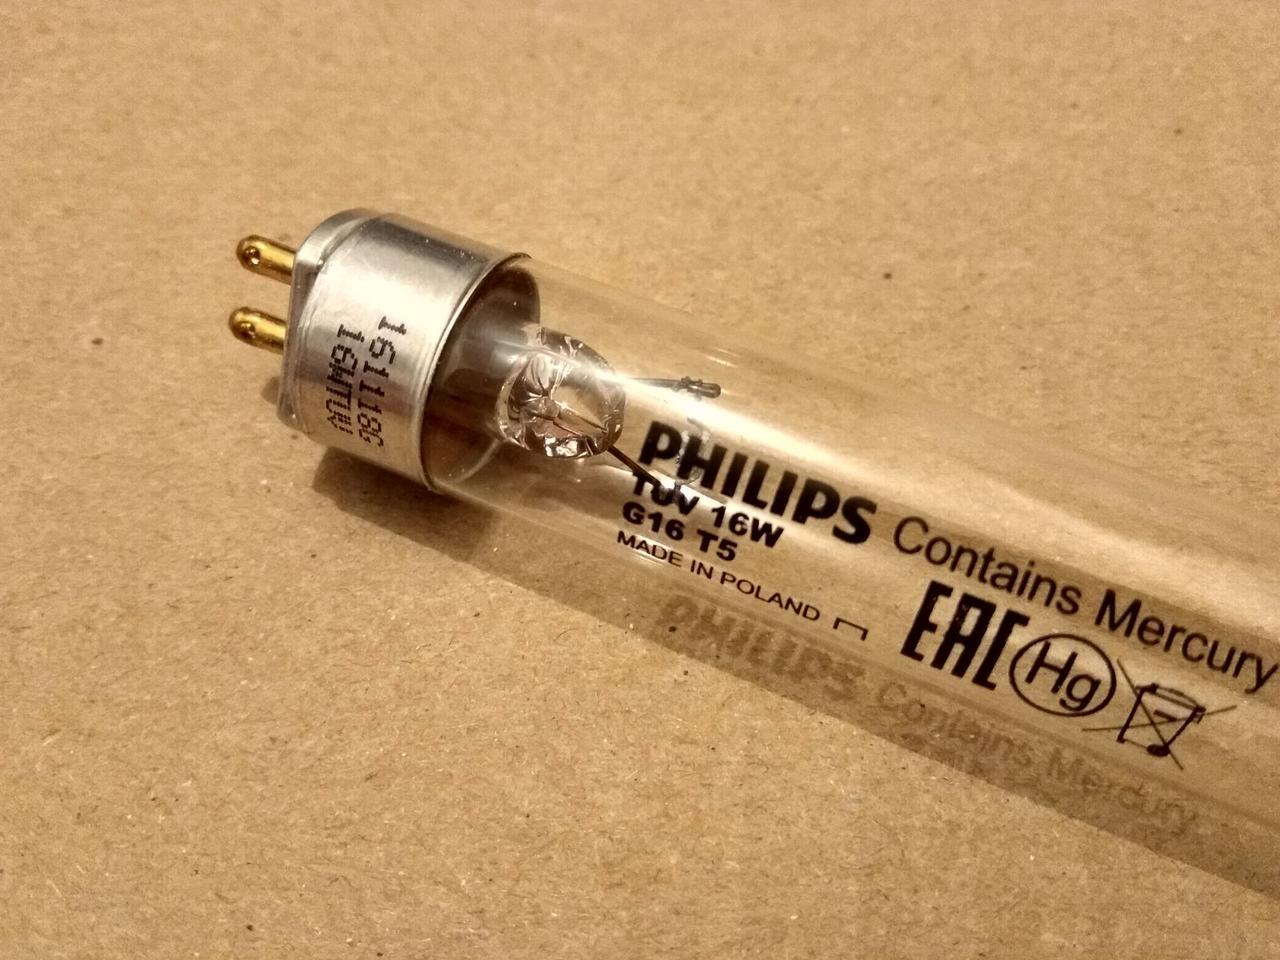 PHILIPS
TUV 16W
G16 T5
MADE IN POLAND
Contains Mercury
EAC Hg